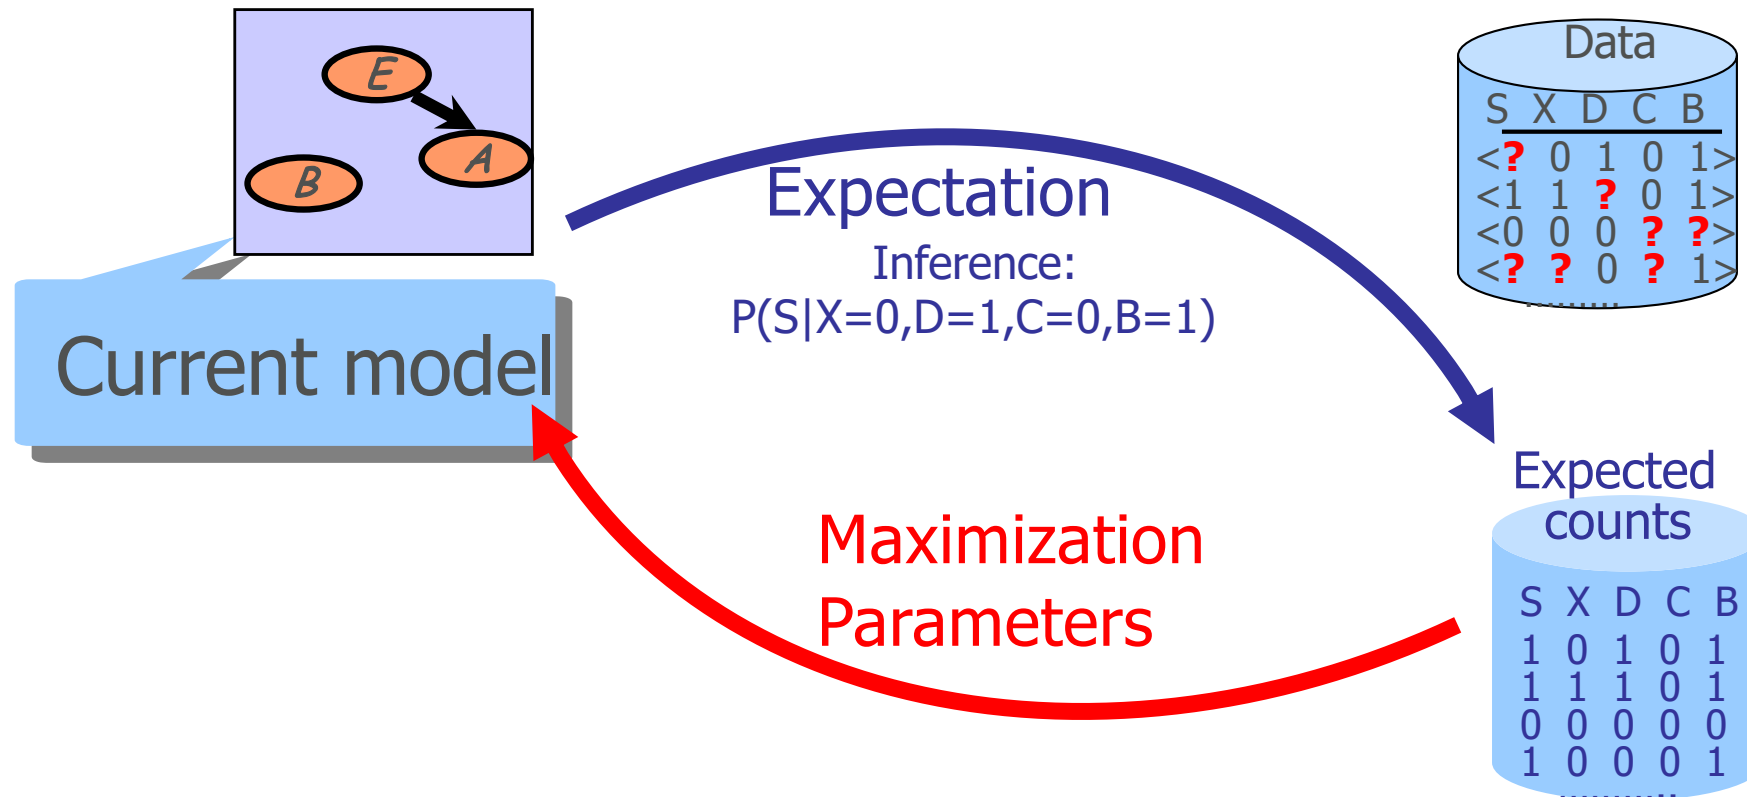 E
A
B
Current model
Expectation
Inference:
P(S|X=0,D=1,C=0,B=1)
Maximization
Parameters
Data
S X D C B
<? 0 1 0 1>
<1 1 ? 0 1>
<0 0 0 ? ?>
<? ? 0 ? 1>
.........
Expected
counts
S X D C B
1 0 1 0 1
1 1 1 0 1
0 0 0 0 0
1 0 0 0 1
...........